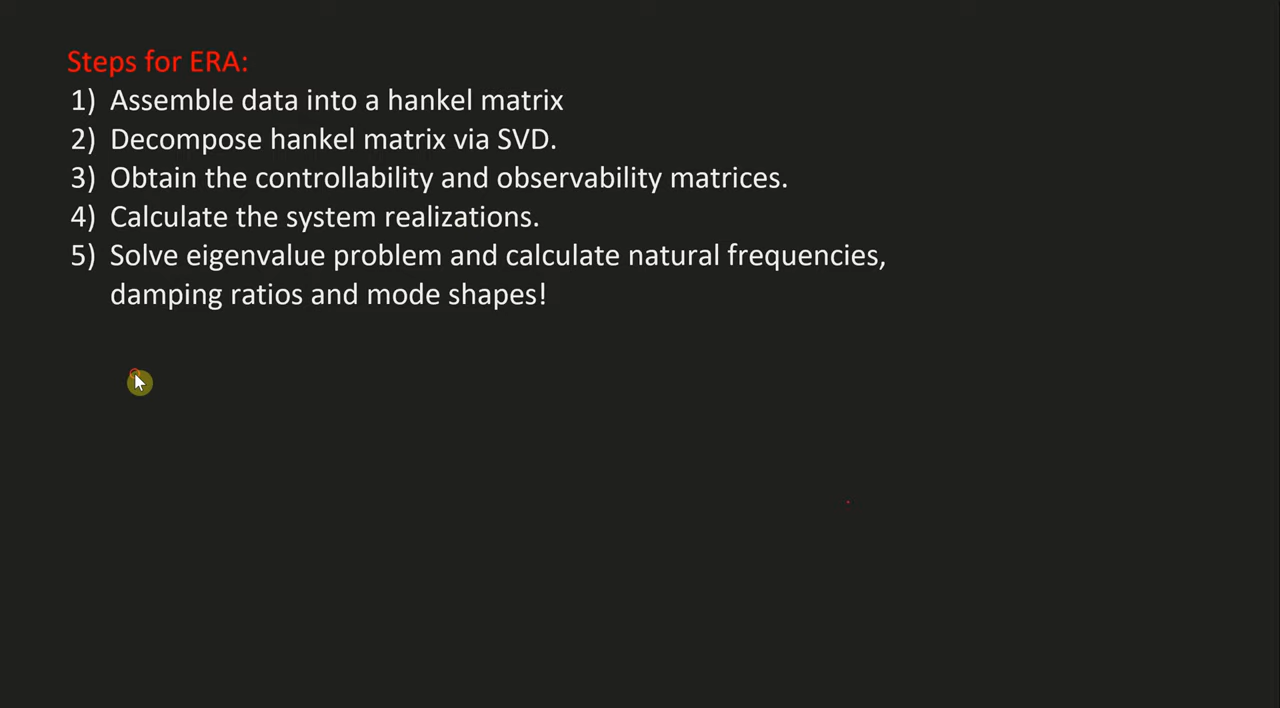 Steps for ERA:
1) Assemble data into a hankel matrix
2) Decompose hankel matrix via SVD.
3) Obtain the controllability and observability matrices.
4) Calculate the system realizations.
5) Solve eigenvalue problem and calculate natural frequencies,
damping ratios and mode shapes!